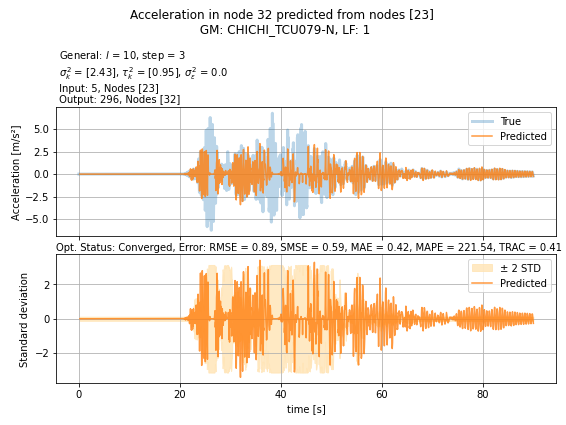 Acceleration in node 32 predicted from nodes [23]
GM: CHICHI_TCU079-N, LF: 1
General: l = 10, step = 3
σ²ₖ = [2.43], τ²ₖ = [0.95], σ²ε = 0.0
Input: 5, Nodes [23]
Output: 296, Nodes [32]
Acceleration [m/s²]
5.0
2.5
0.0
−2.5
−5.0
True
Predicted
Opt. Status: Converged, Error: RMSE = 0.89, SMSE = 0.59, MAE = 0.42, MAPE = 221.54, TRAC = 0.41
Standard deviation
2
0
−2
± 2 STD
Predicted
0 20 40 60 80
time [s]